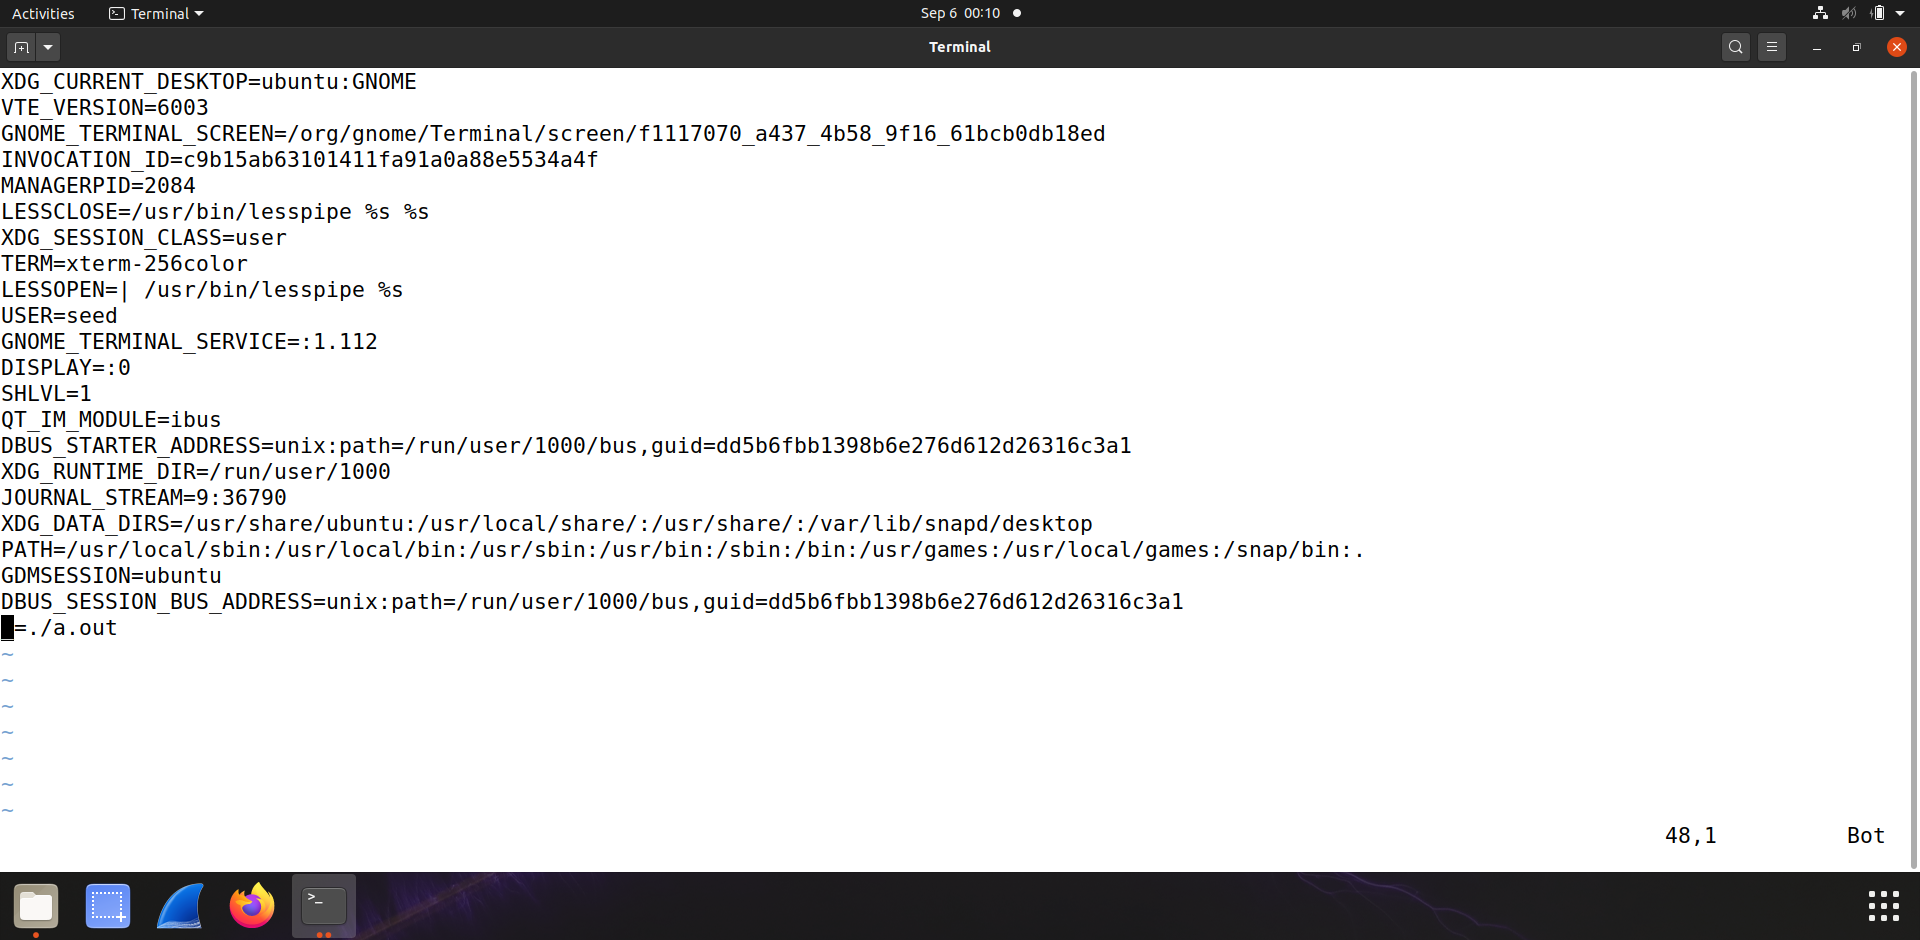 Activities Terminal Sep 6 00:10
Terminal
XDG_CURRENT_DESKTOP=ubuntu:GNOME
VTE_VERSION=6003
GNOME_TERMINAL_SCREEN=/org/gnome/Terminal/screen/f1117070_a437_4b58_9f16_61bcb0db18ed
INVOCATION_ID=c9b15ab63101411fa91a0a88e5534a4f
MANAGERPID=2084
LESSCLOSE=/usr/bin/lesspipe %s %s
XDG_SESSION_CLASS=user
TERM=xterm-256color
LESSOPEN=| /usr/bin/lesspipe %s
USER=seed
GNOME_TERMINAL_SERVICE=:1.112
DISPLAY=:0
SHLVL=1
QT_IM_MODULE=ibus
DBUS_STARTER_ADDRESS=unix:path=/run/user/1000/bus,guid=dd5b6fbb1398b6e276d612d26316c3a1
XDG_RUNTIME_DIR=/run/user/1000
JOURNAL_STREAM=9:36790
XDG_DATA_DIRS=/usr/share/ubuntu:/usr/local/share/:/usr/share/:/var/lib/snapd/desktop
PATH=/usr/local/sbin:/usr/local/bin:/usr/sbin:/usr/bin:/sbin:/bin:/usr/games:/usr/local/games:/snap/bin:.
GDMSESSION=ubuntu
DBUS_SESSION_BUS_ADDRESS=unix:path=/run/user/1000/bus,guid=dd5b6fbb1398b6e276d612d26316c3a1
=./a.out
~
~
~
~
~
~
~
48,1 Bot